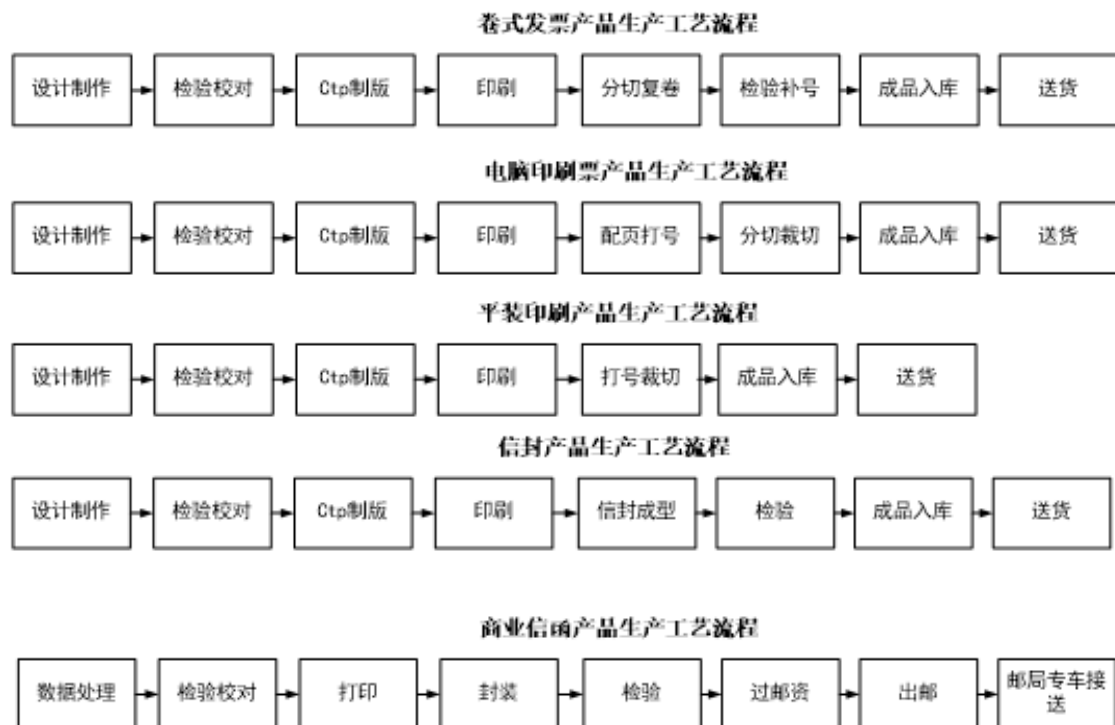 卷式发票产品生产工艺流程
设计制作 检验校对 Ctp制版 印刷 分切复卷 检验补号 成品入库 送货
电脑印刷票产品生产工艺流程
设计制作 检验校对 Ctp制版 印刷 配页打号 分切裁切 成品入库 送货
平装印刷产品生产工艺流程
设计制作 检验校对 Ctp制版 印刷 打号裁切 成品入库 送货
信封产品生产工艺流程
设计制作 检验校对 Ctp制版 印刷 信封成型 检验 成品入库 送货
商业信函产品生产工艺流程
数据处理 检验校对 打印 封装 检验 过邮资 出邮 邮局专车接
送